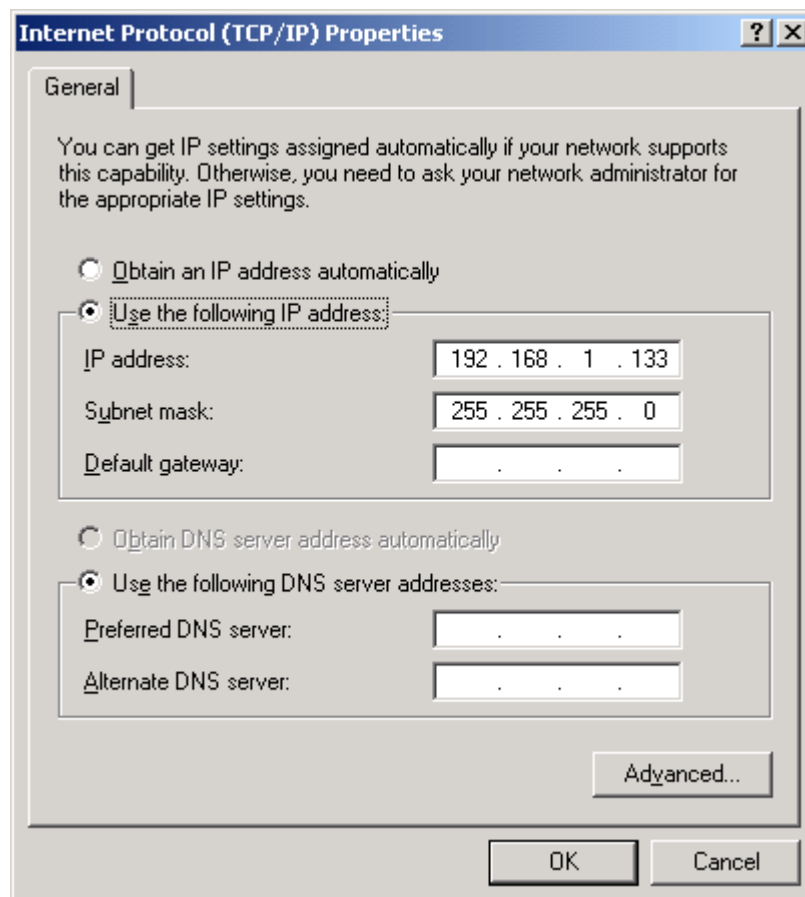 Internet Protocol (TCP/IP) Properties
General
You can get IP settings assigned automatically if your network supports
this capability. Otherwise, you need to ask your network administrator for
the appropriate IP settings.
Obtain an IP address automatically
Use the following IP address:
IP address: 192 . 168 . 1 . 133
Subnet mask: 255 . 255 . 255 . 0
Default gateway: . . .
Obtain DNS server address automatically
Use the following DNS server addresses:
Preferred DNS server: . . .
Alternate DNS server: . . .
Advanced...
OK Cancel